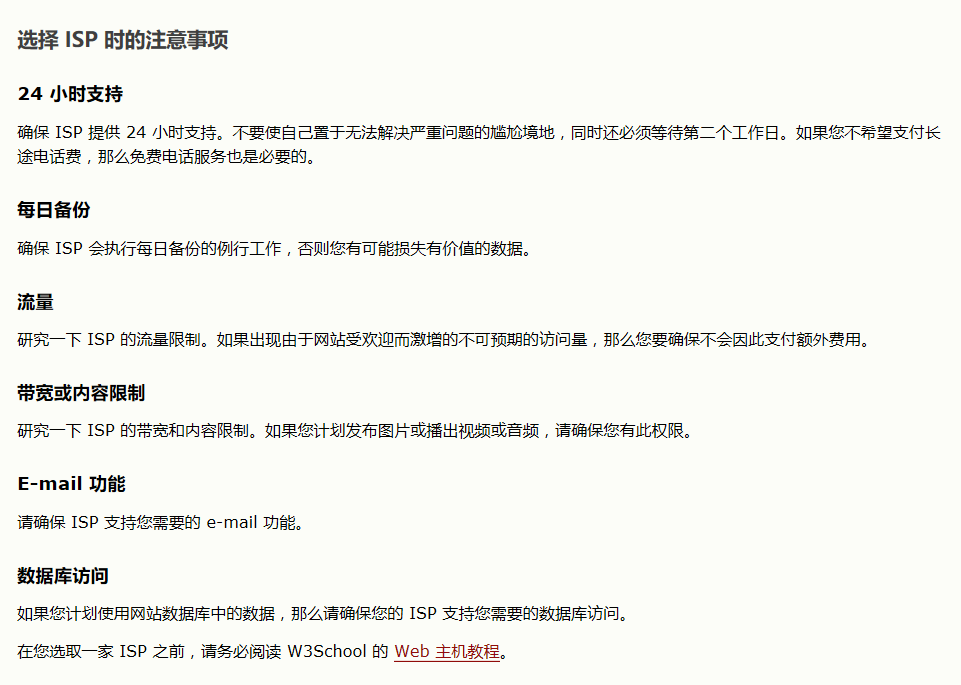 选择 ISP 时的注意事项
24 小时支持
确保 ISP 提供 24 小时支持。不要使自己置于无法解决严重问题的尴尬境地，同时还必须等待第二个工作日。如果您不希望支付长
途电话费，那么免费电话服务也是必要的。
每日备份
确保 ISP 会执行每日备份的例行工作，否则您有可能损失有价值的数据。
流量
研究一下 ISP 的流量限制。如果出现由于网站受欢迎而激增的不可预期的访问量，那么您要确保不会因此支付额外费用。
带宽或内容限制
研究一下 ISP 的带宽和内容限制。如果您计划发布图片或播出视频或音频，请确保您有此权限。
E-mail 功能
请确保 ISP 支持您需要的 e-mail 功能。
数据库访问
如果您计划使用网站数据库中的数据，那么请确保您的 ISP 支持您需要的数据库访问。
在您选取一家 ISP 之前，请务必阅读 W3School 的 Web 主机教程。